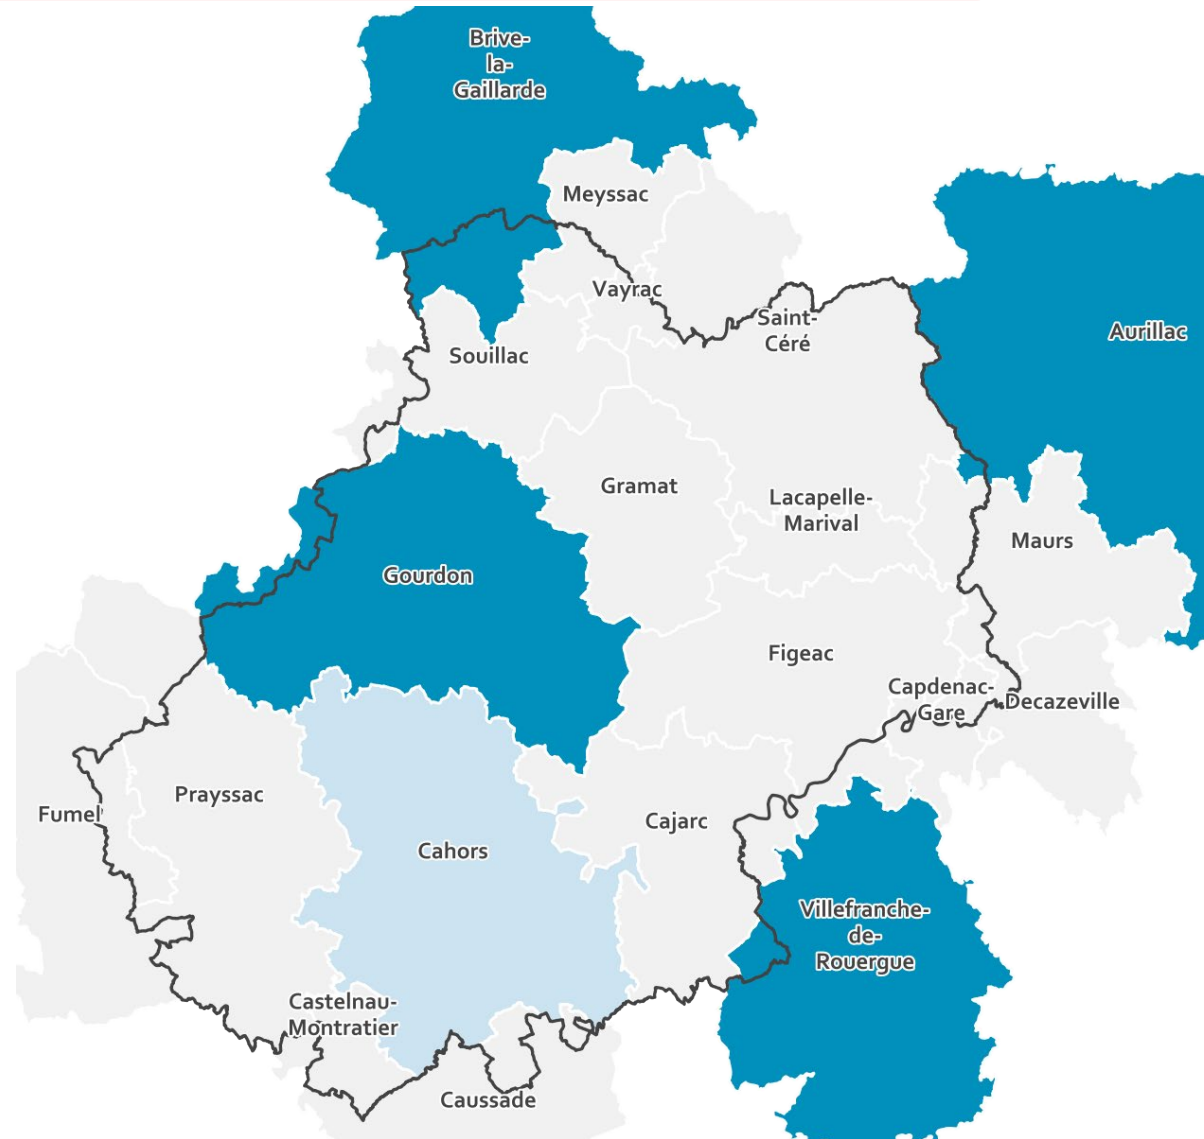 Brive-
la-
Gaillarde
Meyssac
Vayrac
Saint-
Céré
Aurillac
Souillac
Gramat
Lacapelle-
Marival
Maurs
Gourdon
Figeac
Capdenac-
Gare
Decazeville
Prayssac
Fumel
Cajarc
Cahors
Villefranche-
de-
Rouergue
Castelnau-
Montratier
Caussade